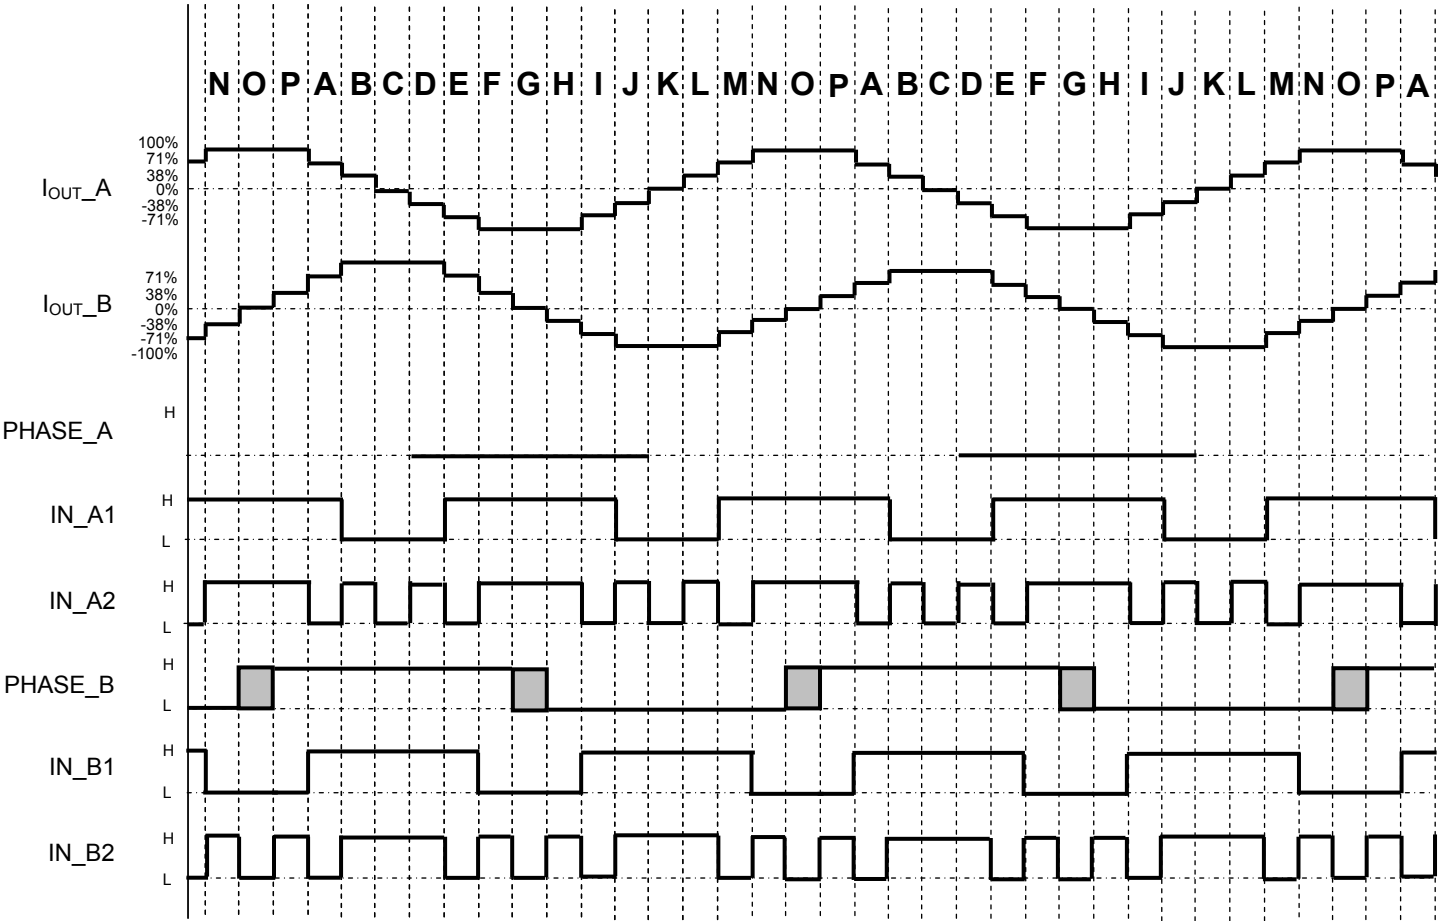 N O P A B C D E F G H I J K L M N O P A B C D E F G H I J K L M N O P A
100%
71%
38%
IOUT_A 0%
-38%
-71%
71%
38%
IOUT_B 0%
-38%
-71%
-100%
H
PHASE_A
H
IN_A1
L
H
IN_A2
L
H
PHASE_B
L
H
IN_B1
L
H
IN_B2
L